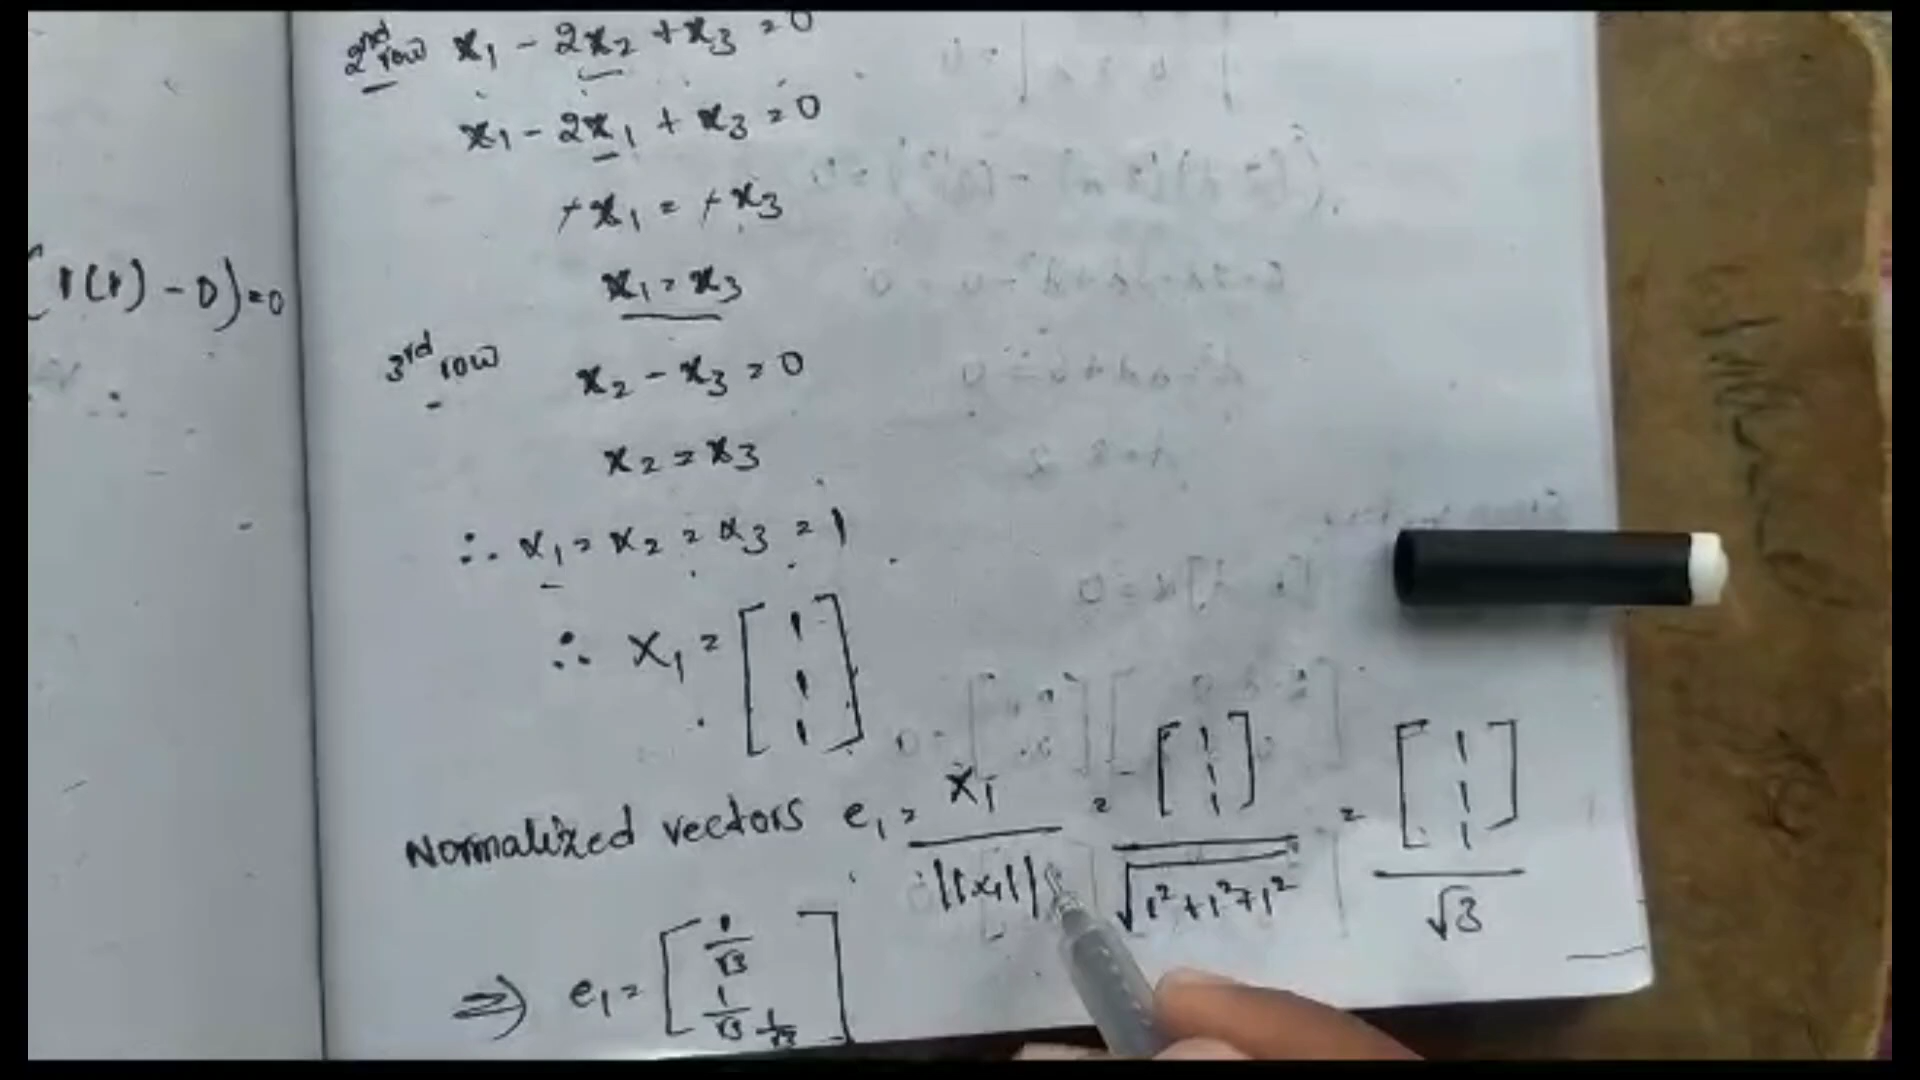 (1(1) - 0) = 0
2nd row x₁ - 2x₂ + x₃ = 0
x₁ - 2x₁ + x₃ = 0
+x₁ = +x₃
x₁ = x₃
3rd row x₂ - x₃ = 0
x₂ = x₃
∴ x₁ = x₂ = x₃ = 1
∴ X₁ = [1 1 1]
Normalized vectors e₁ = X₁ / ||x₁|| = [1 1 1] / √1²+1²+1² = [1 1 1] / √3
⇒ e₁ = [1/√3 1/√3 1/√3]